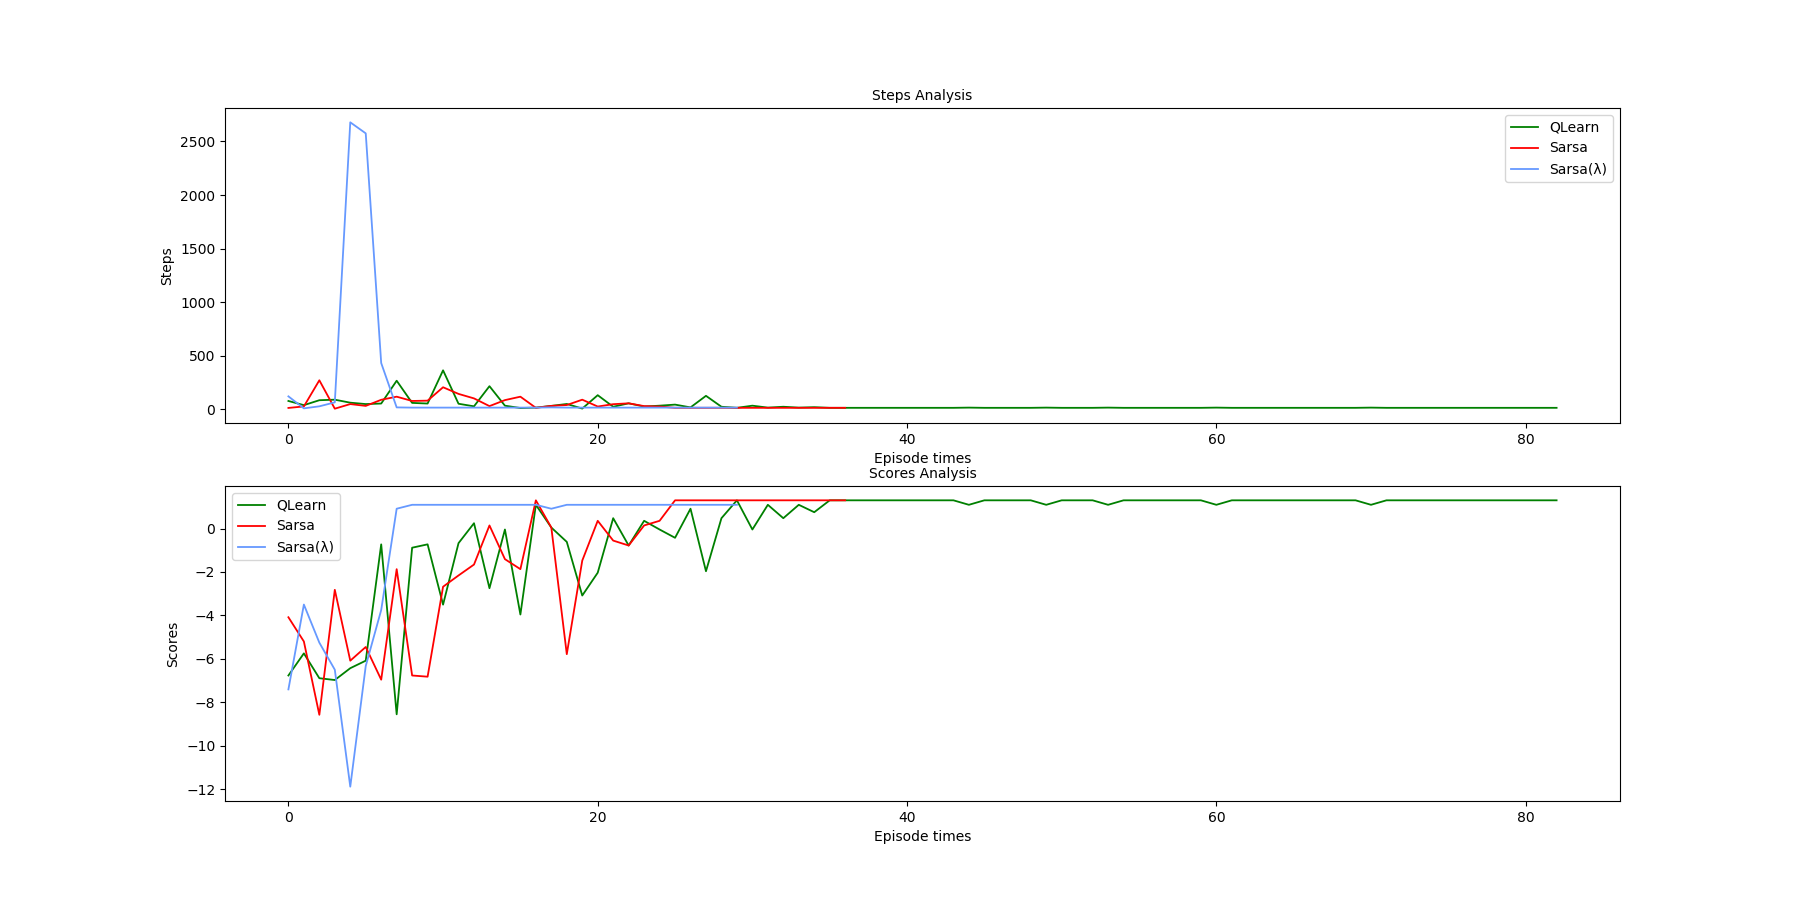 Steps Analysis
Steps
2500
2000
1500
1000
500
0
QLearn
Sarsa
Sarsa(λ)
0 20 40 60 80
Episode times
Scores Analysis
Scores
0
−2
−4
−6
−8
−10
−12
QLearn
Sarsa
Sarsa(λ)
0 20 40 60 80
Episode times